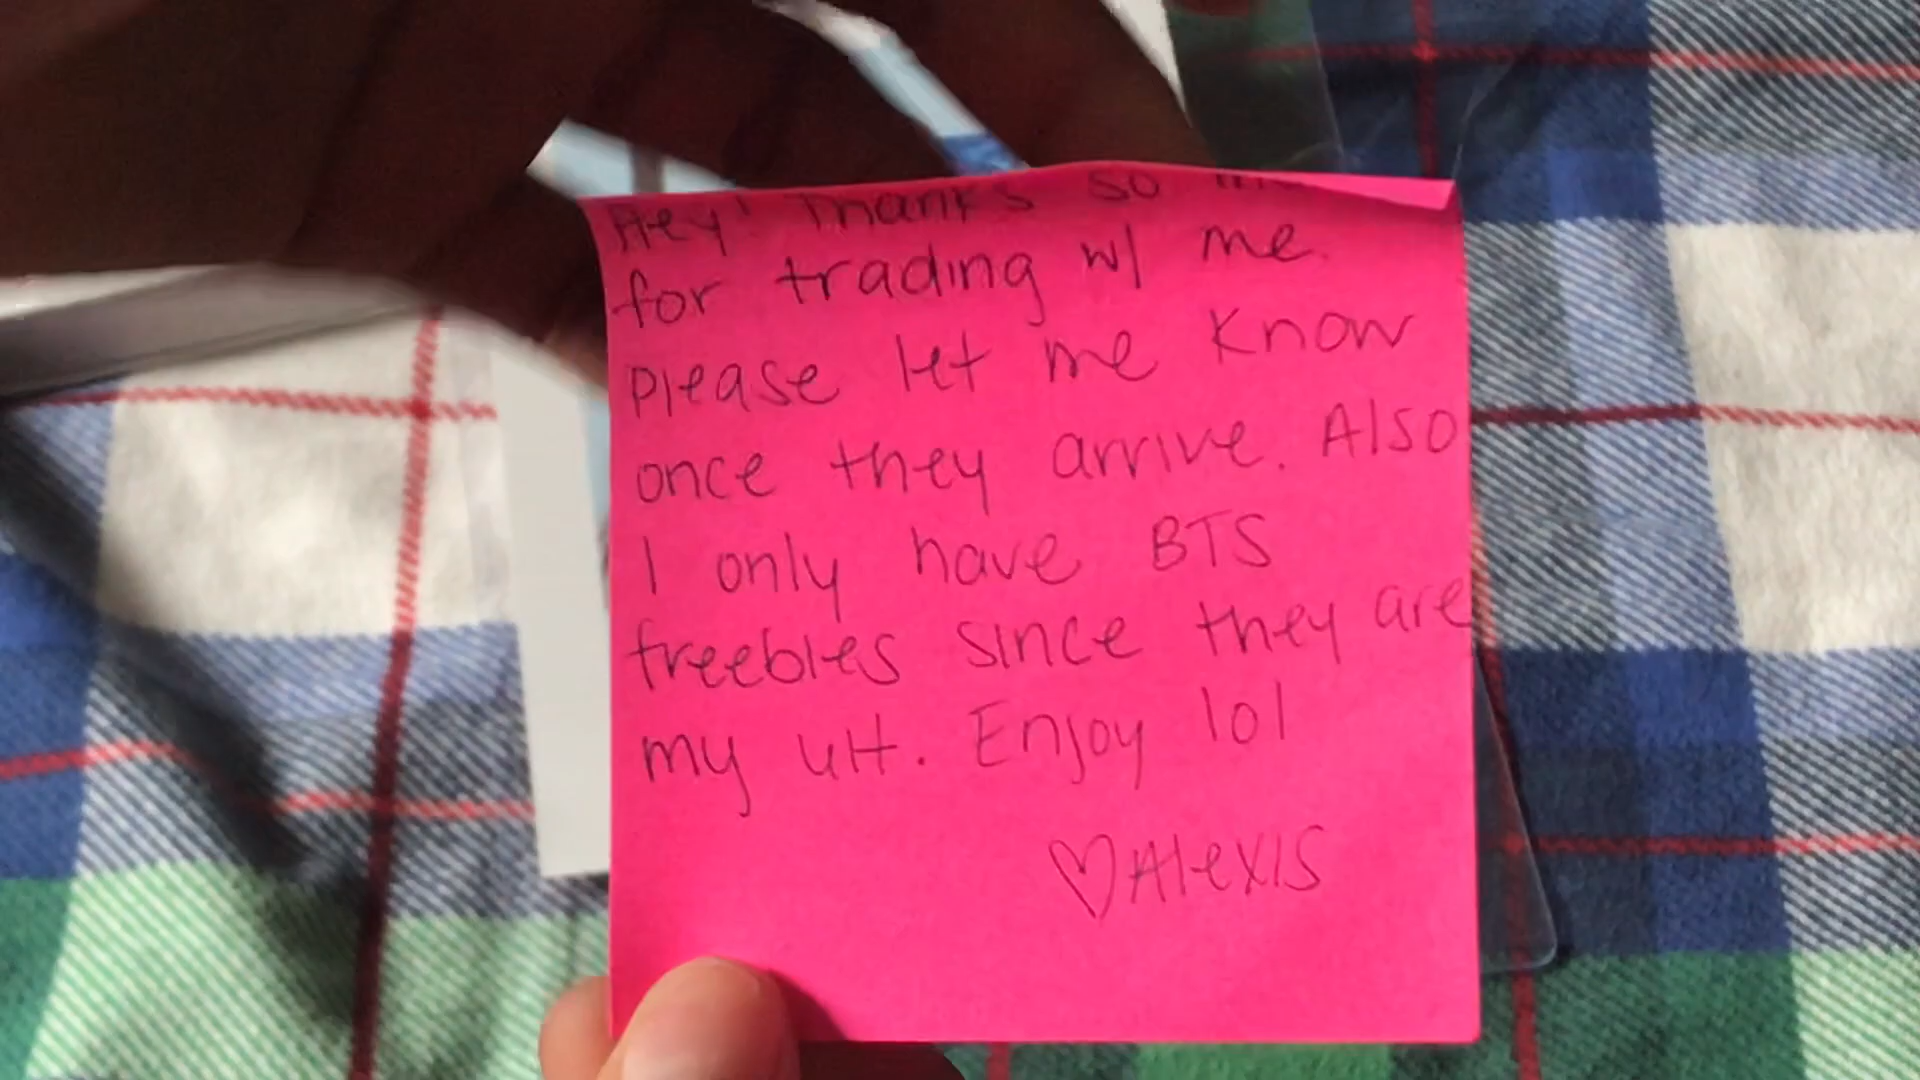 Hey! Thanks so
for trading w/ me.
please let me know
once they arrive. Also
I only have BTS
freebies since they are
my ult. Enjoy lol
♡Alexis